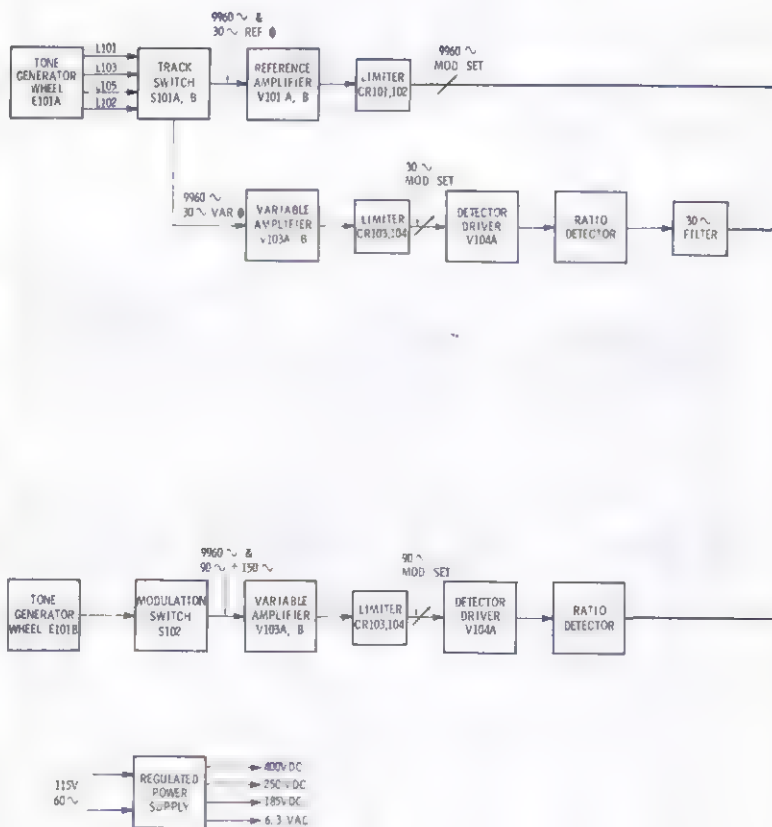 9960 ∼ &
30 ∼ REF ϕ
TONE
GENERATOR
WHEEL
E101A
L101
L103
L105
L102
TRACK
SWITCH
S101A, B
REFERENCE
AMPLIFIER
V101 A, B
LIMITER
CR101,102
9960 ∼
MOD SET
9960 ∼
30 ∼ VAR ϕ
VARIABLE
AMPLIFIER
V103A B
LIMITER
CR103,104
30 ∼
MOD SET
DETECTOR
DRIVER
V104A
RATIO
DETECTOR
30 ∼
FILTER
TONE
GENERATOR
WHEEL E101B
MODULATION
SWITCH
S102
9960 ∼ &
90 ∼ + 150 ∼
VARIABLE
AMPLIFIER
V103A, B
LIMITER
CR103,104
90 ∼
MOD SET
DETECTOR
DRIVER
V104A
RATIO
DETECTOR
115V
60 ∼
REGULATED
POWER
SUPPLY
400VDC
250 VDC
185VDC
6.3 VAC